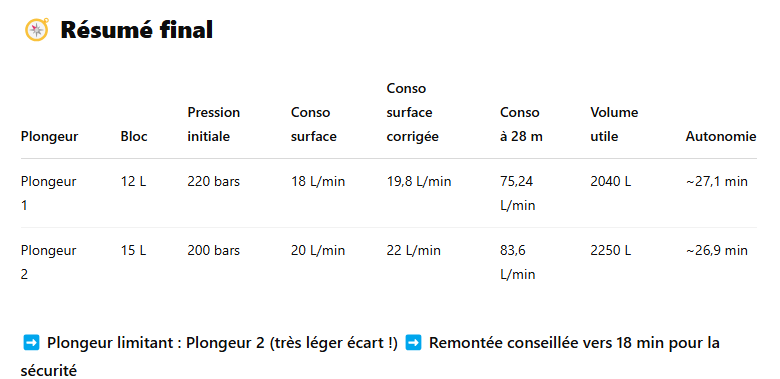 🧭 Résumé final
Plongeur Bloc Pression initiale Conso surface Conso surface corrigée Conso à 28 m Volume utile Autonomie
Plongeur 1 12 L 220 bars 18 L/min 19,8 L/min 75,24 L/min 2040 L ~27,1 min
Plongeur 2 15 L 200 bars 20 L/min 22 L/min 83,6 L/min 2250 L ~26,9 min
➡️ Plongeur limitant : Plongeur 2 (très léger écart !) ➡️ Remontée conseillée vers 18 min pour la
sécurité